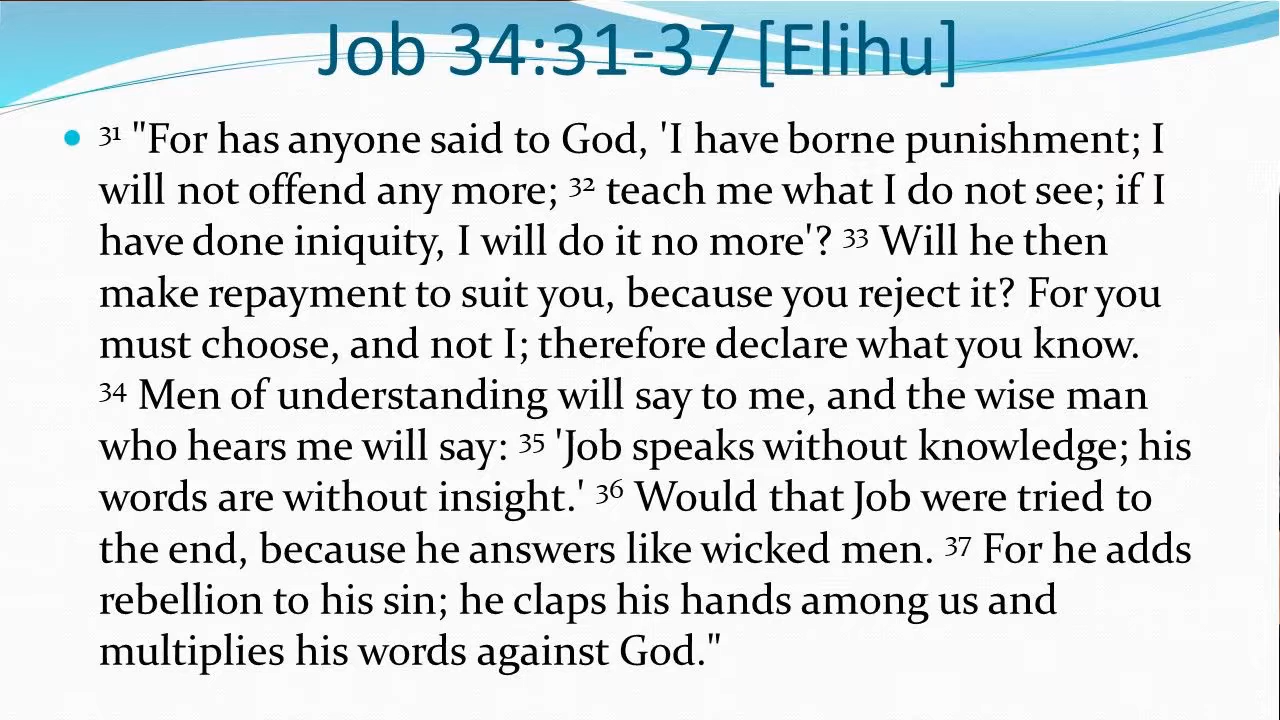 Job 34:31-37 [Elihu]
• ³¹ "For has anyone said to God, 'I have borne punishment; I
will not offend any more; ³² teach me what I do not see; if I
have done iniquity, I will do it no more'? ³³ Will he then
make repayment to suit you, because you reject it? For you
must choose, and not I; therefore declare what you know.
³⁴ Men of understanding will say to me, and the wise man
who hears me will say: ³⁵ 'Job speaks without knowledge; his
words are without insight.' ³⁶ Would that Job were tried to
the end, because he answers like wicked men. ³⁷ For he adds
rebellion to his sin; he claps his hands among us and
multiplies his words against God."